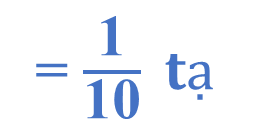 = 1/10 tạ